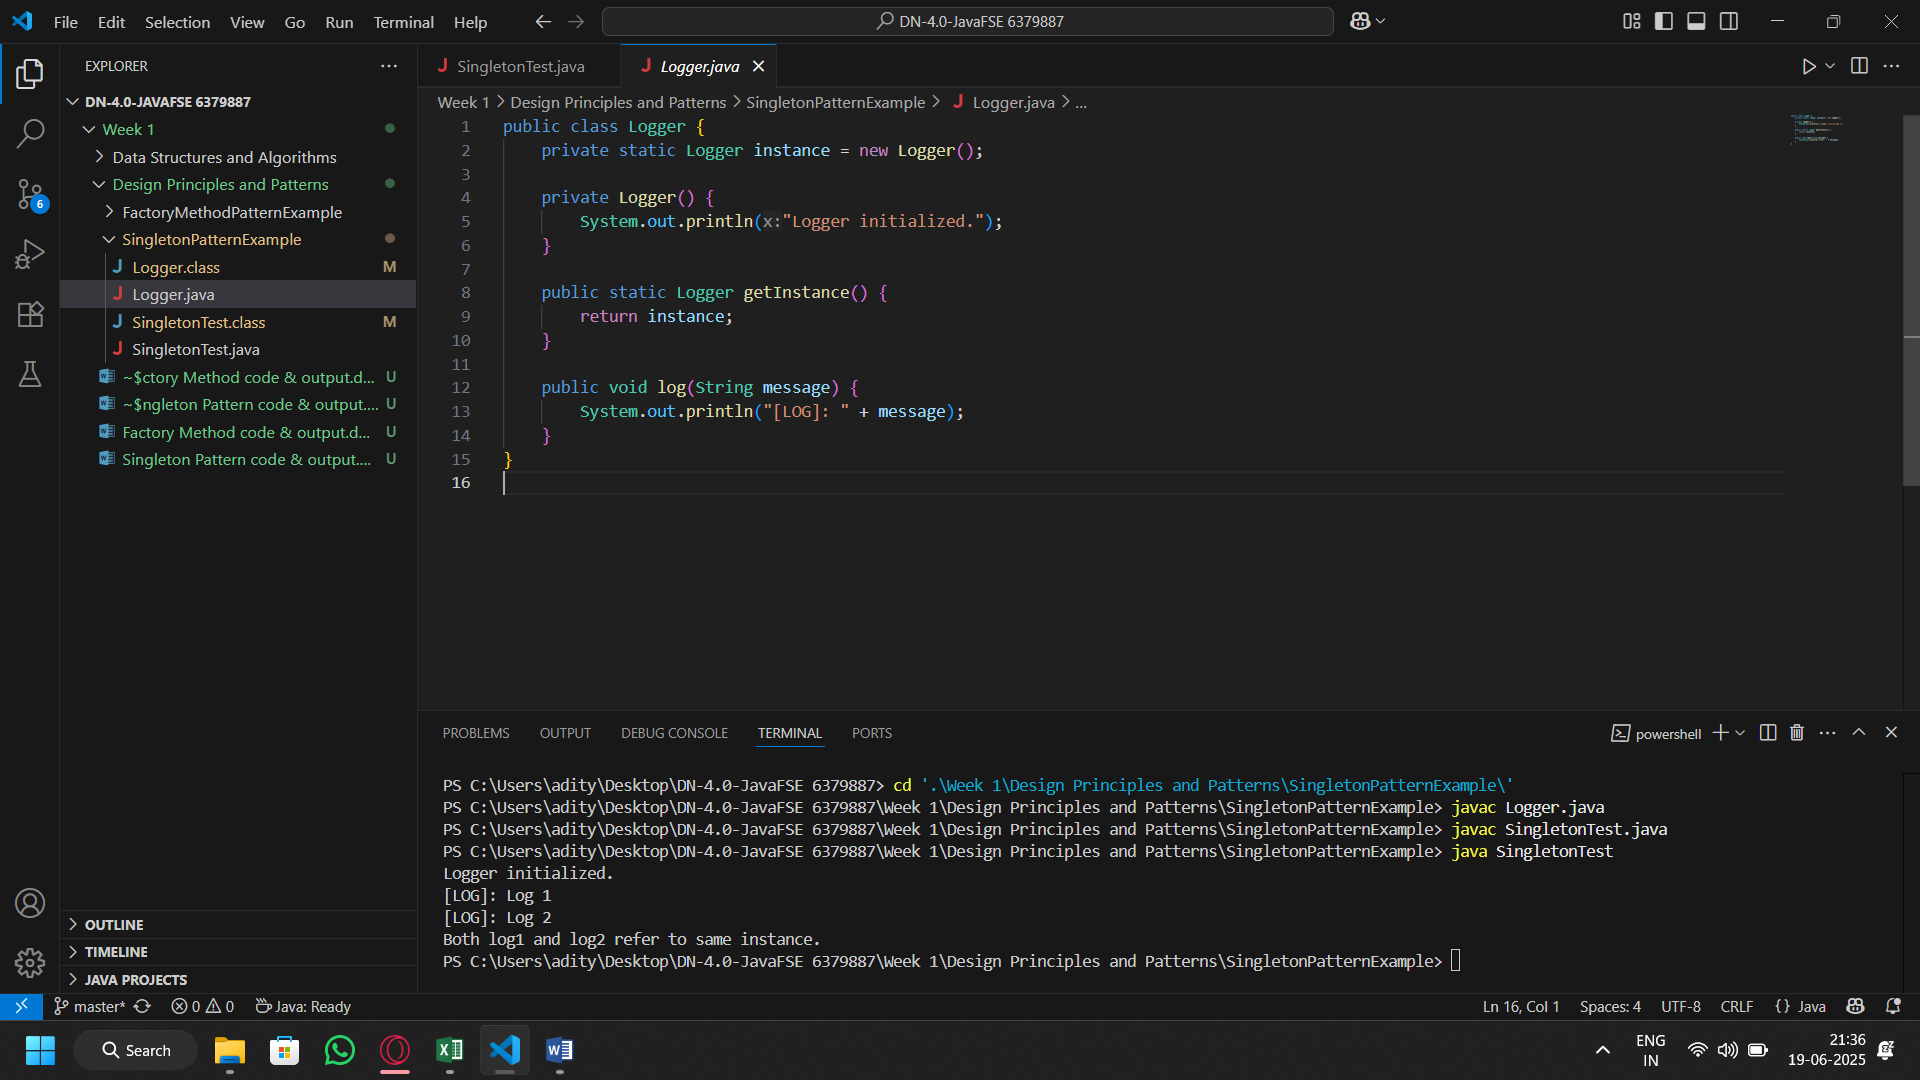 File Edit Selection View Go Run Terminal Help
DN-4.0-JavaFSE 6379887
EXPLORER
DN-4.0-JAVAFSE 6379887
Week 1
Data Structures and Algorithms
Design Principles and Patterns
FactoryMethodPatternExample
SingletonPatternExample
Logger.class M
Logger.java
SingletonTest.class M
SingletonTest.java
~$ctory Method code & output.d... U
~$ngleton Pattern code & output.... U
Factory Method code & output.d... U
Singleton Pattern code & output.... U
6
OUTLINE
TIMELINE
JAVA PROJECTS
SingletonTest.java Logger.java
Week 1 > Design Principles and Patterns > SingletonPatternExample > Logger.java > ...
1 public class Logger {
2 private static Logger instance = new Logger();
3
4 private Logger() {
5 System.out.println(x:"Logger initialized.");
6 }
7
8 public static Logger getInstance() {
9 return instance;
10 }
11
12 public void log(String message) {
13 System.out.println("[LOG]: " + message);
14 }
15 }
16
PROBLEMS OUTPUT DEBUG CONSOLE TERMINAL PORTS
powershell
PS C:\Users\adity\Desktop\DN-4.0-JavaFSE 6379887> cd '.\Week 1\Design Principles and Patterns\SingletonPatternExample\'
PS C:\Users\adity\Desktop\DN-4.0-JavaFSE 6379887\Week 1\Design Principles and Patterns\SingletonPatternExample> javac Logger.java
PS C:\Users\adity\Desktop\DN-4.0-JavaFSE 6379887\Week 1\Design Principles and Patterns\SingletonPatternExample> javac SingletonTest.java
PS C:\Users\adity\Desktop\DN-4.0-JavaFSE 6379887\Week 1\Design Principles and Patterns\SingletonPatternExample> java SingletonTest
Logger initialized.
[LOG]: Log 1
[LOG]: Log 2
Both log1 and log2 refer to same instance.
PS C:\Users\adity\Desktop\DN-4.0-JavaFSE 6379887\Week 1\Design Principles and Patterns\SingletonPatternExample>
master* 0 0 Java: Ready
Ln 16, Col 1 Spaces: 4 UTF-8 CRLF {} Java
Search
ENG
IN
21:36
19-06-2025